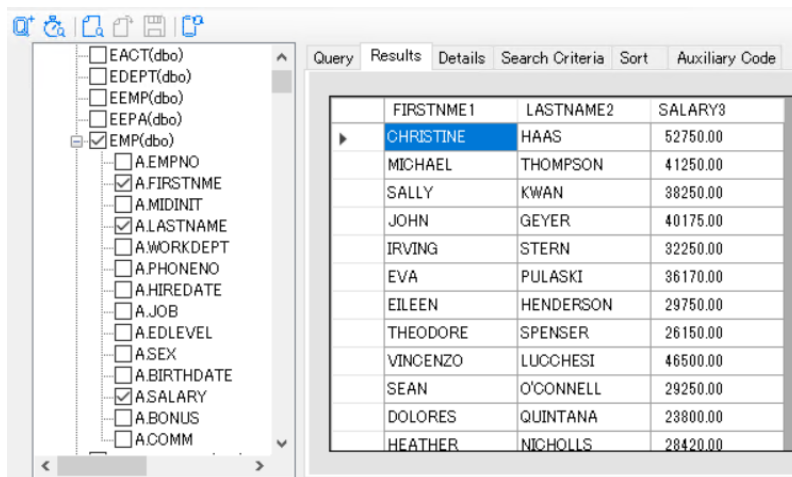 EACT(dbo)
EDEPT(dbo)
EEMP(dbo)
EEPA(dbo)
EMP(dbo)
A.EMPNO
A.FIRSTNME
A.MIDINIT
A.LASTNAME
A.WORKDEPT
A.PHONENO
A.HIREDATE
A.JOB
A.EDLEVEL
A.SEX
A.BIRTHDATE
A.SALARY
A.BONUS
A.COMM
Query Results Details Search Criteria Sort Auxiliary Code
FIRSTNME1 LASTNAME2 SALARY3
CHRISTINE HAAS 52750.00
MICHAEL THOMPSON 41250.00
SALLY KWAN 38250.00
JOHN GEYER 40175.00
IRVING STERN 32250.00
EVA PULASKI 36170.00
EILEEN HENDERSON 29750.00
THEODORE SPENSER 26150.00
VINCENZO LUCCHESI 46500.00
SEAN O'CONNELL 29250.00
DOLORES QUINTANA 23800.00
HEATHER NICHOLLS 28420.00